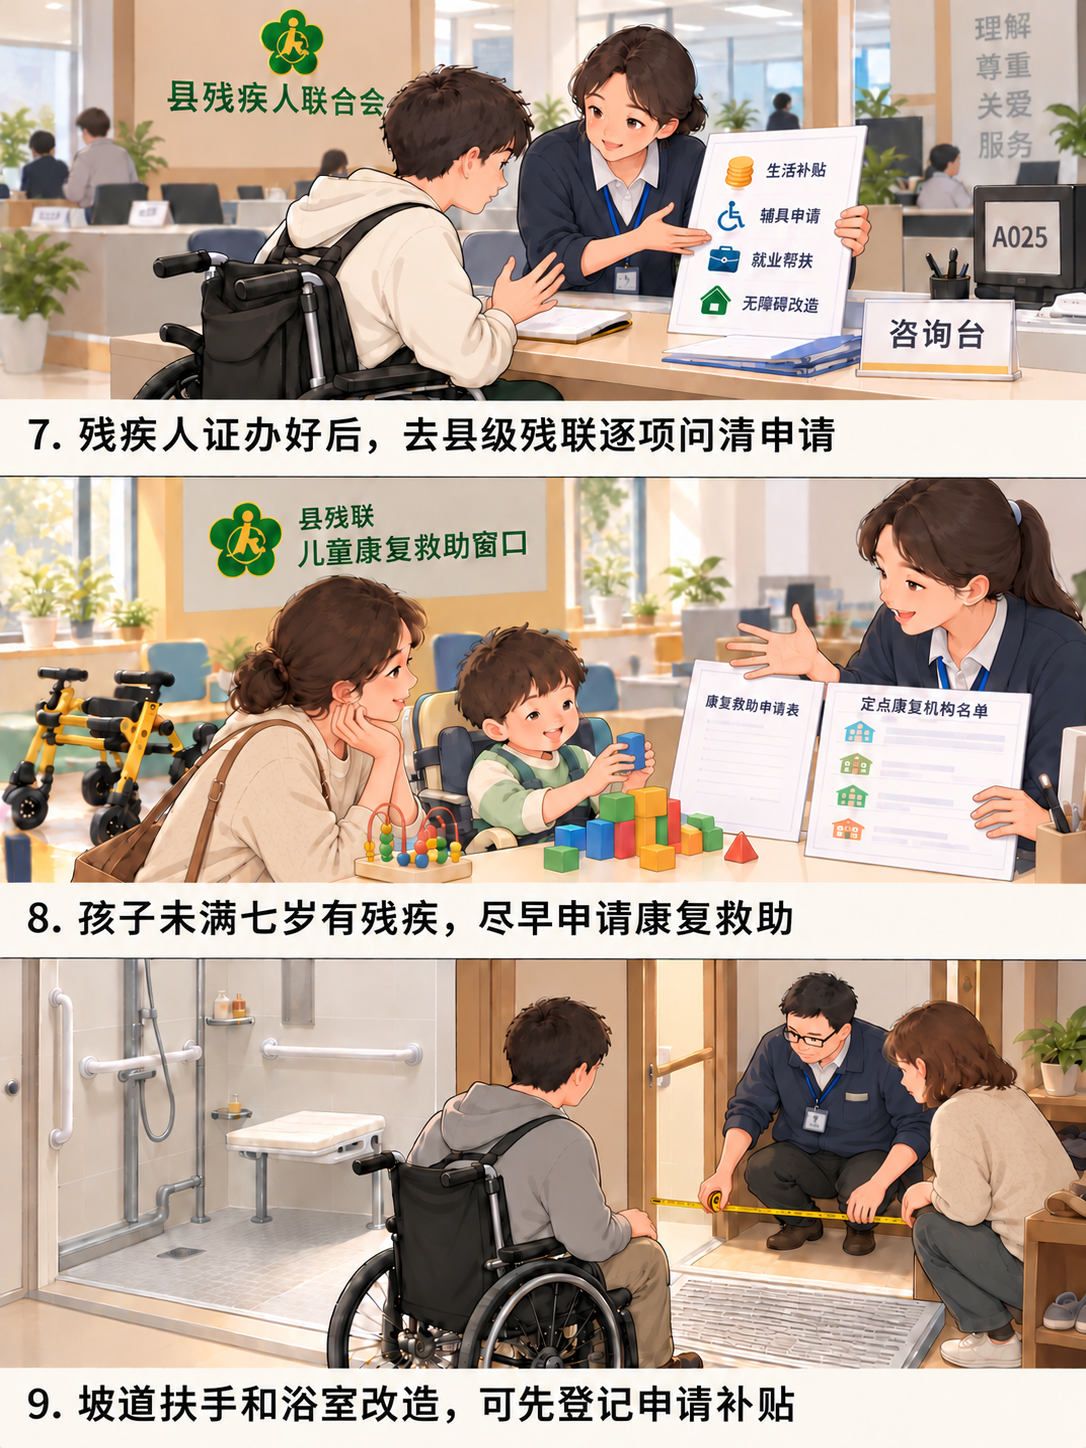 县残疾人联合会
理解
尊重
关爱
服务
生活补贴
辅具申请
就业帮扶
无障碍改造
A025
咨询台
7. 残疾人证办好后，去县级残联逐项问清申请
县残联
儿童康复救助窗口
康复救助申请表
定点康复机构名单
8. 孩子未满七岁有残疾，尽早申请康复救助
9. 坡道扶手和浴室改造，可先登记申请补贴